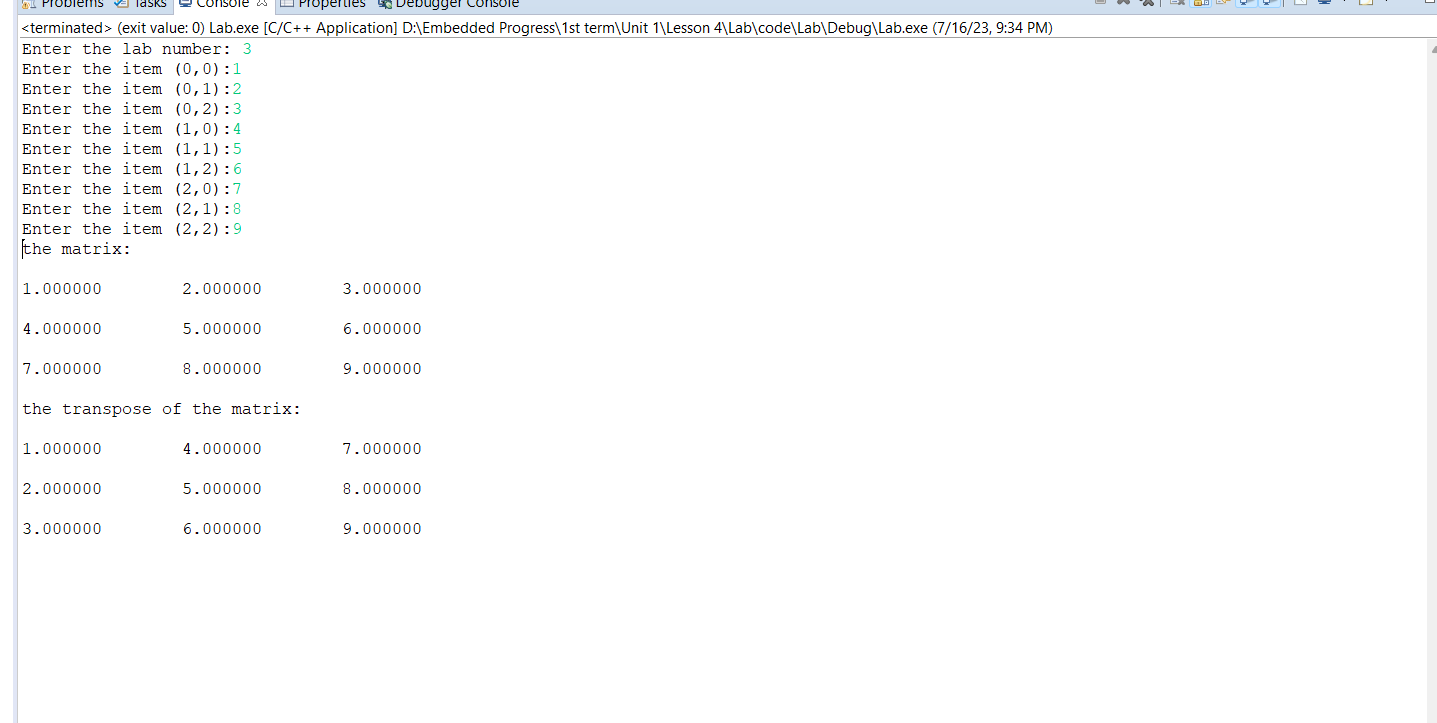 Problems Tasks Console Properties Debugger Console
<terminated> (exit value: 0) Lab.exe [C/C++ Application] D:\Embedded Progress\1st term\Unit 1\Lesson 4\Lab\code\Lab\Debug\Lab.exe (7/16/23, 9:34 PM)
Enter the lab number: 3
Enter the item (0,0):1
Enter the item (0,1):2
Enter the item (0,2):3
Enter the item (1,0):4
Enter the item (1,1):5
Enter the item (1,2):6
Enter the item (2,0):7
Enter the item (2,1):8
Enter the item (2,2):9
the matrix:
1.000000 2.000000 3.000000
4.000000 5.000000 6.000000
7.000000 8.000000 9.000000
the transpose of the matrix:
1.000000 4.000000 7.000000
2.000000 5.000000 8.000000
3.000000 6.000000 9.000000